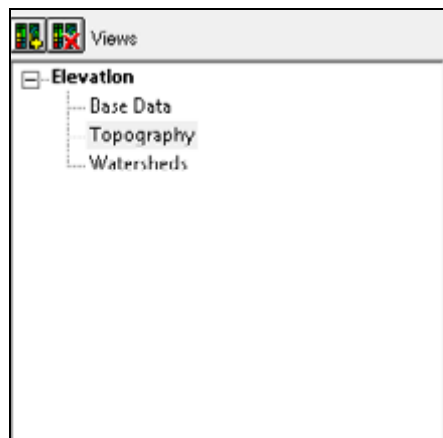 Views
Elevation
Base Data
Topography
Watersheds